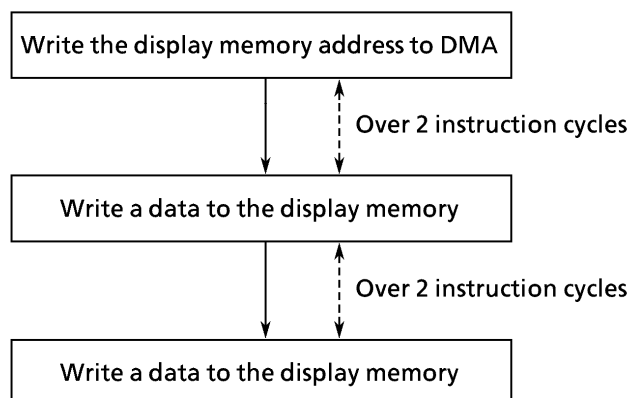 Write the display memory address to DMA
Over 2 instruction cycles
Write a data to the display memory
Over 2 instruction cycles
Write a data to the display memory